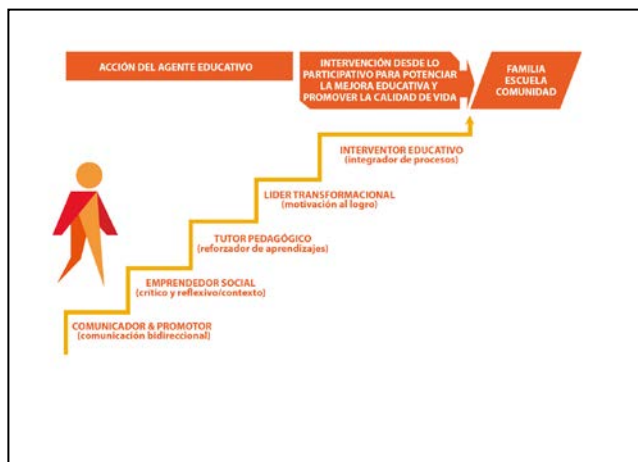 ACCIÓN DEL AGENTE EDUCATIVO
INTERVENCIÓN DESDE LO
PARTICIPATIVO PARA POTENCIAR
LA MEJORA EDUCATIVA Y
PROMOVER LA CALIDAD DE VIDA
FAMILIA
ESCUELA
COMUNIDAD
INTERVENTOR EDUCATIVO
(integrador de procesos)
LIDER TRANSFORMACIONAL
(motivación al logro)
TUTOR PEDAGÓGICO
(reforzador de aprendizajes)
EMPRENDEDOR SOCIAL
(crítico y reflexivo/contexto)
COMUNICADOR & PROMOTOR
(comunicación bidireccional)